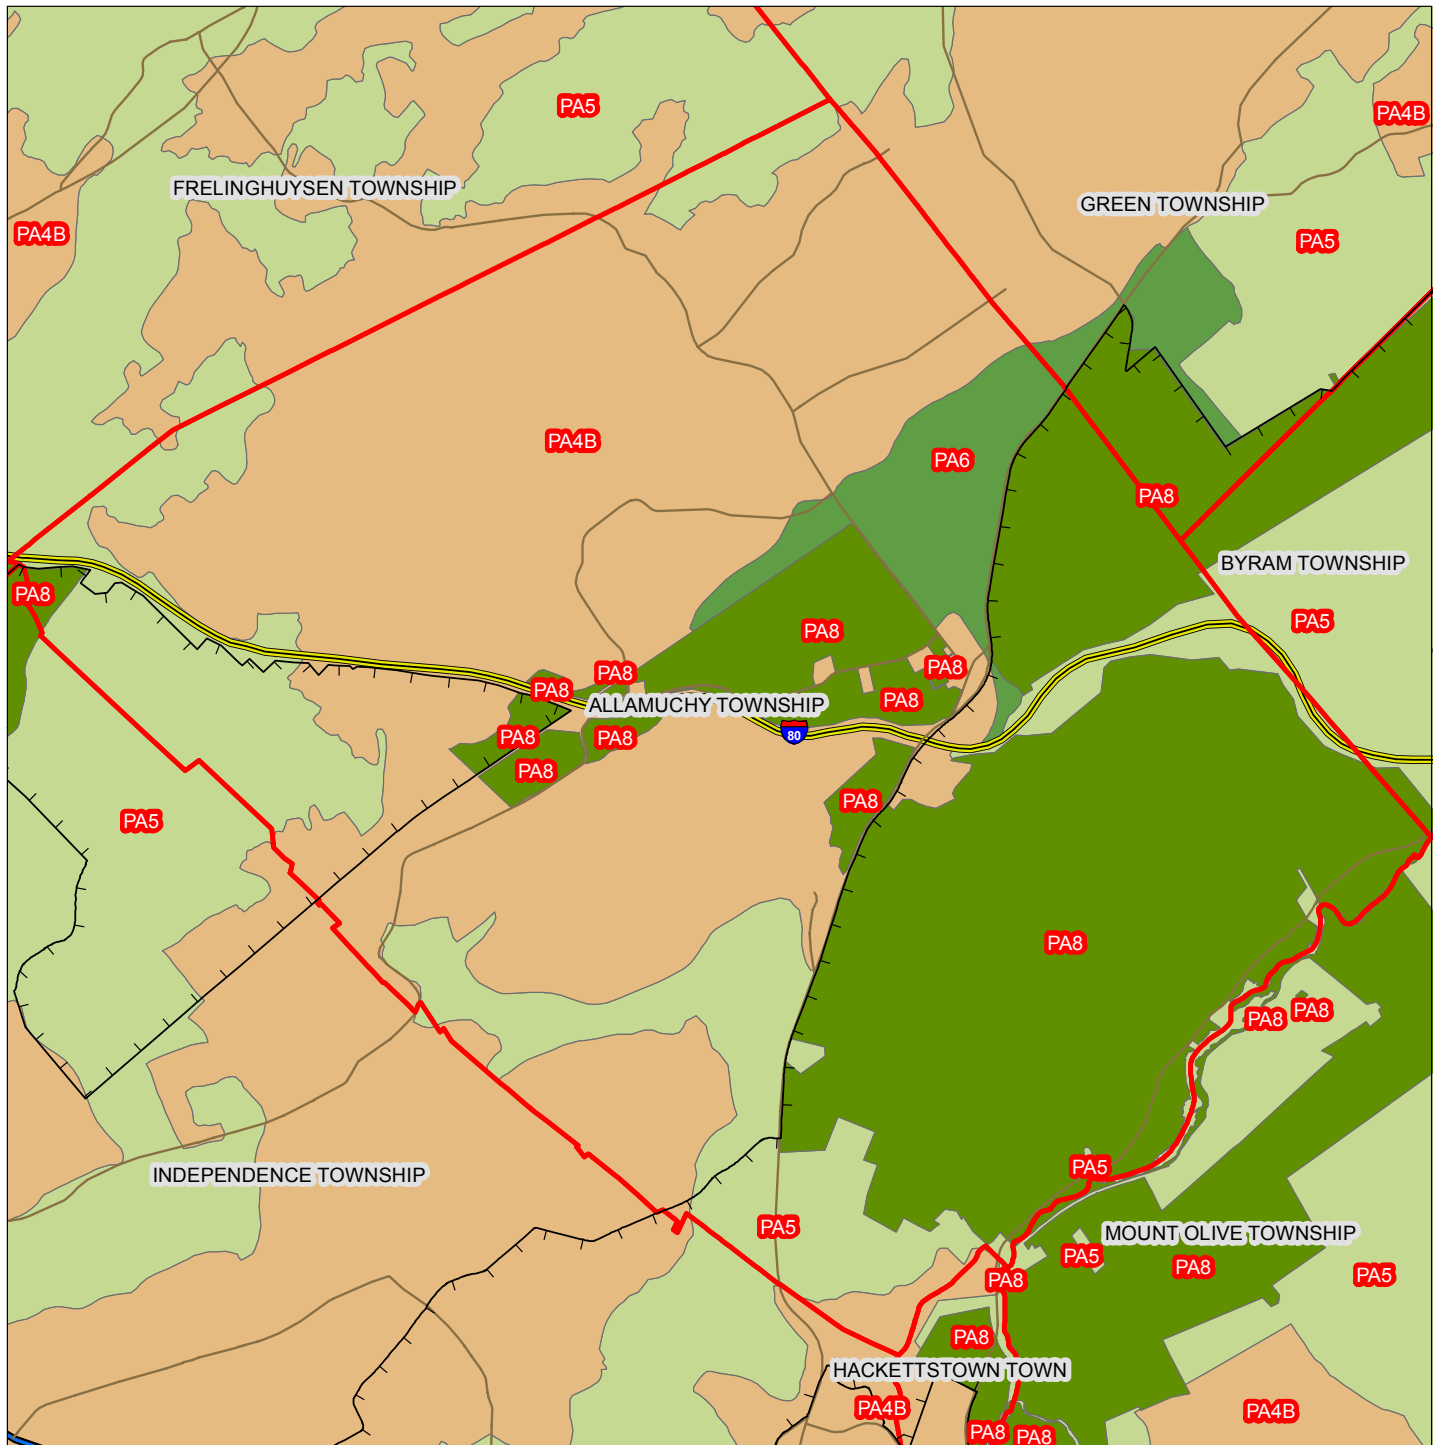 PA5
PA4B
FRELINGHUYSEN TOWNSHIP
GREEN TOWNSHIP
PA4B
PA5
PA4B
PA6
PA8
BYRAM TOWNSHIP
PA8
PA5
PA8
PA8
PA8
PA8
ALLAMUCHY TOWNSHIP
PA8
80
PA8
PA8
PA8
PA8
PA5
PA8
PA8
PA8
PA5
INDEPENDENCE TOWNSHIP
PA5
MOUNT OLIVE TOWNSHIP
PA5
PA8
PA8
PA5
PA8
HACKETTSTOWN TOWN
PA4B
PA4B
PA8
PA8